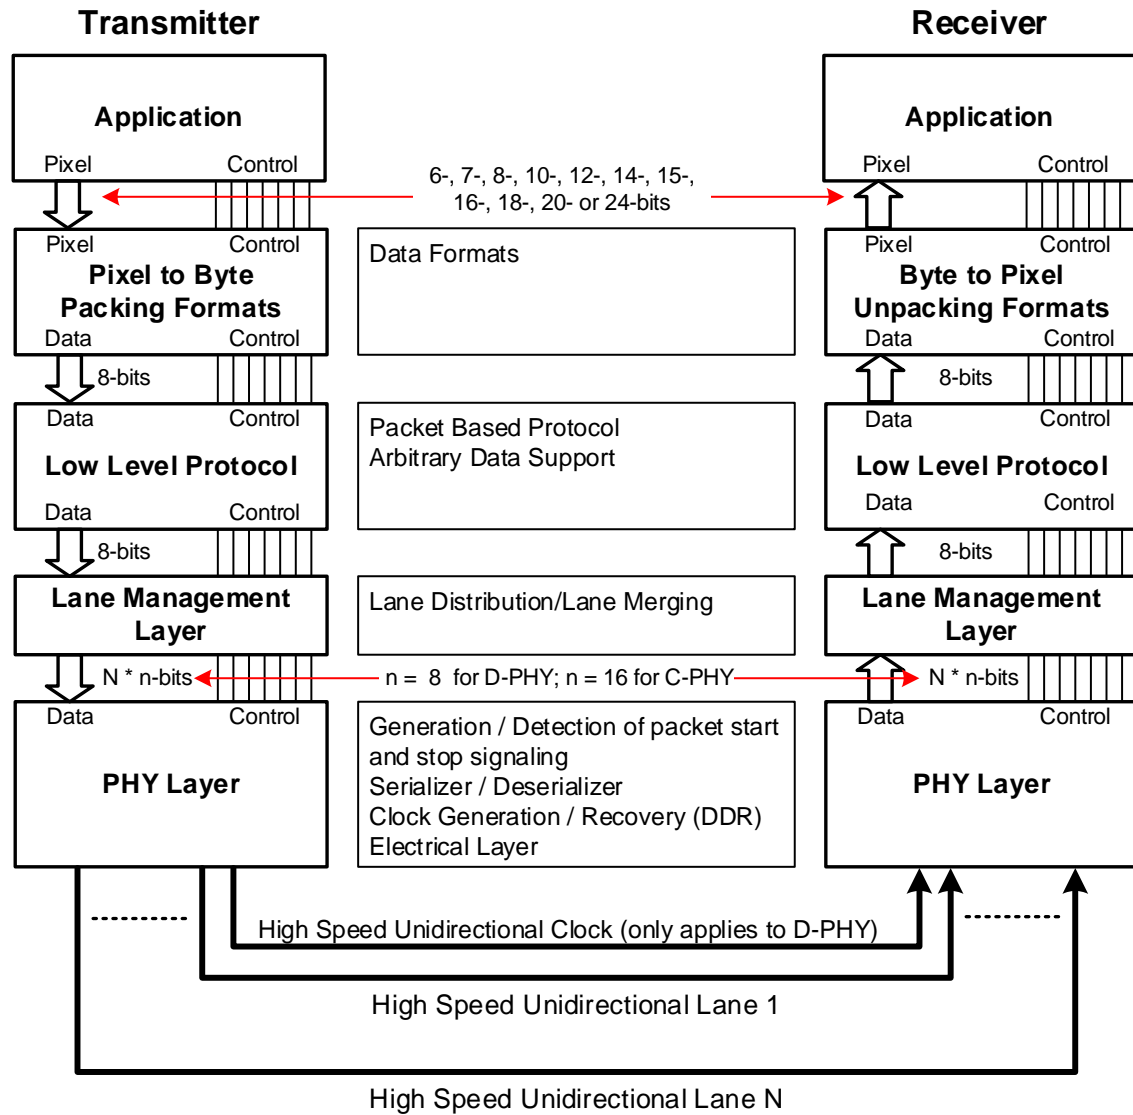 Transmitter
Receiver
Application
Application
Pixel
Control
Pixel
Control
6-, 7-, 8-, 10-, 12-, 14-, 15-,
16-, 18-, 20- or 24-bits
Pixel
Control
Pixel to Byte
Packing Formats
Data
Control
Data Formats
Pixel
Control
Byte to Pixel
Unpacking Formats
Data
Control
8-bits
8-bits
Data
Control
Low Level Protocol
Data
Control
Packet Based Protocol
Arbitrary Data Support
Data
Control
Low Level Protocol
Data
Control
8-bits
8-bits
Lane Management
Layer
Lane Distribution/Lane Merging
Lane Management
Layer
N * n-bits
n = 8 for D-PHY; n = 16 for C-PHY
N * n-bits
Data
Control
PHY Layer
Generation / Detection of packet start
and stop signaling
Serializer / Deserializer
Clock Generation / Recovery (DDR)
Electrical Layer
Data
Control
PHY Layer
High Speed Unidirectional Clock (only applies to D-PHY)
High Speed Unidirectional Lane 1
High Speed Unidirectional Lane N